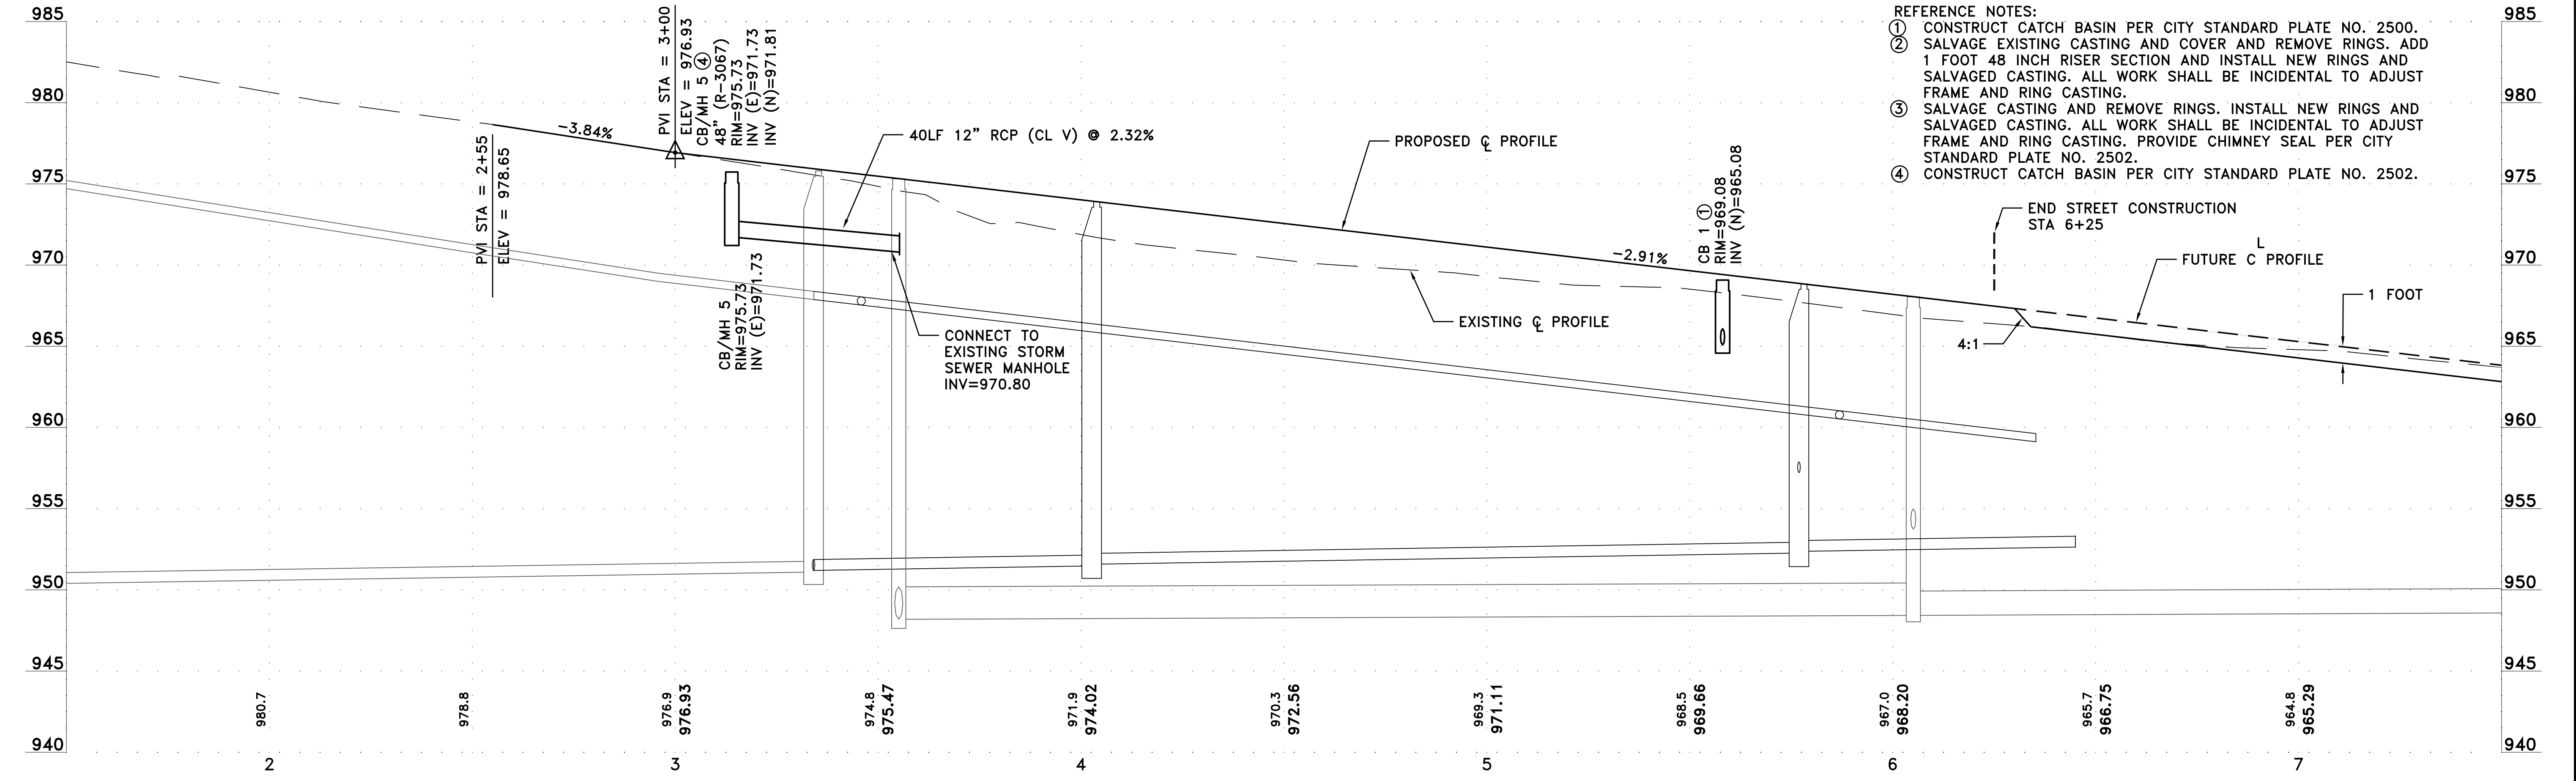 985
980
975
970
965
960
955
950
945
940
985
980
975
970
965
960
955
950
945
940
REFERENCE NOTES:
① CONSTRUCT CATCH BASIN PER CITY STANDARD PLATE NO. 2500.
② SALVAGE EXISTING CASTING AND COVER AND REMOVE RINGS. ADD
1 FOOT 48 INCH RISER SECTION AND INSTALL NEW RINGS AND
SALVAGED CASTING. ALL WORK SHALL BE INCIDENTAL TO ADJUST
FRAME AND RING CASTING.
③ SALVAGE CASTING AND REMOVE RINGS. INSTALL NEW RINGS AND
SALVAGED CASTING. ALL WORK SHALL BE INCIDENTAL TO ADJUST
FRAME AND RING CASTING. PROVIDE CHIMNEY SEAL PER CITY
STANDARD PLATE NO. 2502.
④ CONSTRUCT CATCH BASIN PER CITY STANDARD PLATE NO. 2502.
PVI STA = 2+55
ELEV = 978.65
-3.84%
PVI STA = 3+00
ELEV = 976.93
CB/MH 5 ④
48" (R-3067)
RIM=975.73
INV (E)=971.73
INV (N)=971.81
40LF 12" RCP (CL V) @ 2.32%
CB/MH 5
RIM=975.73
INV (E)=971.73
CONNECT TO
EXISTING STORM
SEWER MANHOLE
INV=970.80
PROPOSED ℄ PROFILE
EXISTING ℄ PROFILE
-2.91%
CB 1 ①
RIM=969.08
INV (N)=965.08
END STREET CONSTRUCTION
STA 6+25
L
FUTURE C PROFILE
1 FOOT
4:1
980.7
978.8
976.9
976.93
974.8
975.47
971.9
974.02
970.3
972.56
969.3
971.11
968.5
969.66
967.0
968.20
965.7
966.75
964.8
965.29
2
3
4
5
6
7